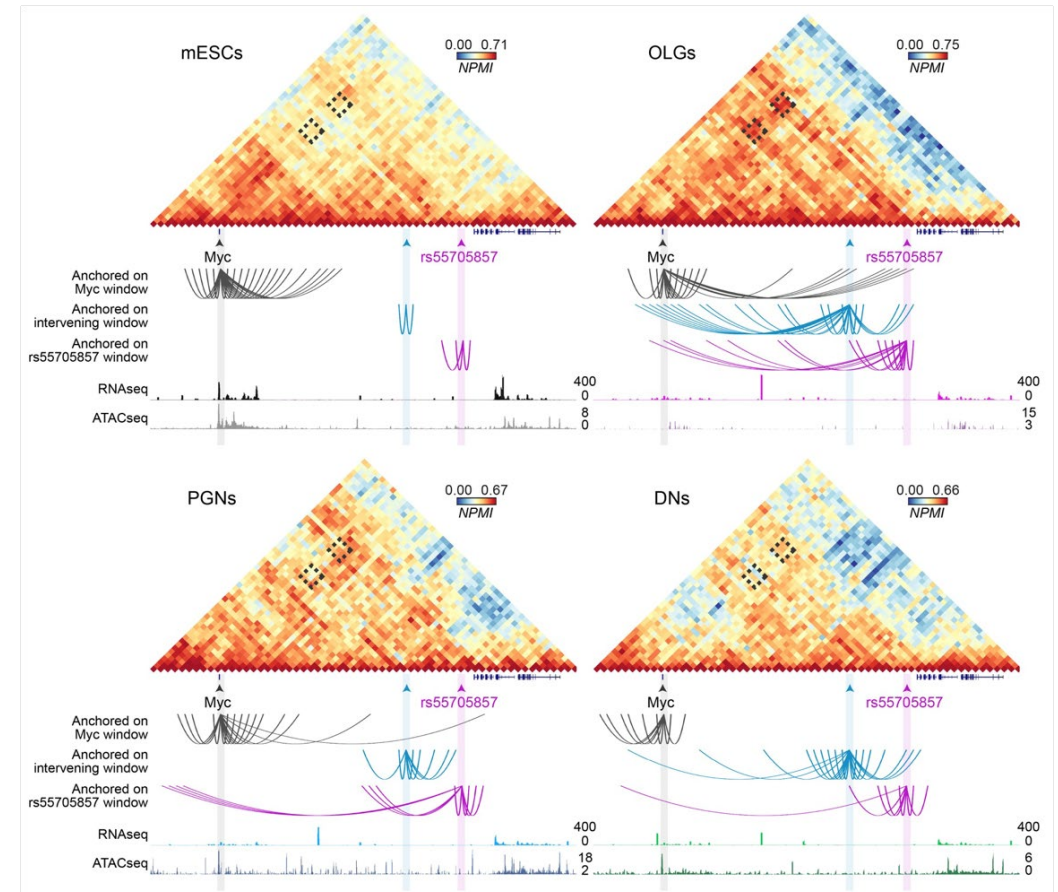 mESCs
0.00 0.71
NPMI
OLGs
0.00 0.75
NPMI
Myc
rs55705857
Myc
rs55705857
Anchored on
Myc window
Anchored on
intervening window
Anchored on
rs55705857 window
RNAseq
400
0
400
0
ATACseq
8
0
15
3
PGNs
0.00 0.67
NPMI
DNs
0.00 0.66
NPMI
Myc
rs55705857
Myc
rs55705857
Anchored on
Myc window
Anchored on
intervening window
Anchored on
rs55705857 window
RNAseq
400
0
400
0
ATACseq
18
2
6
0